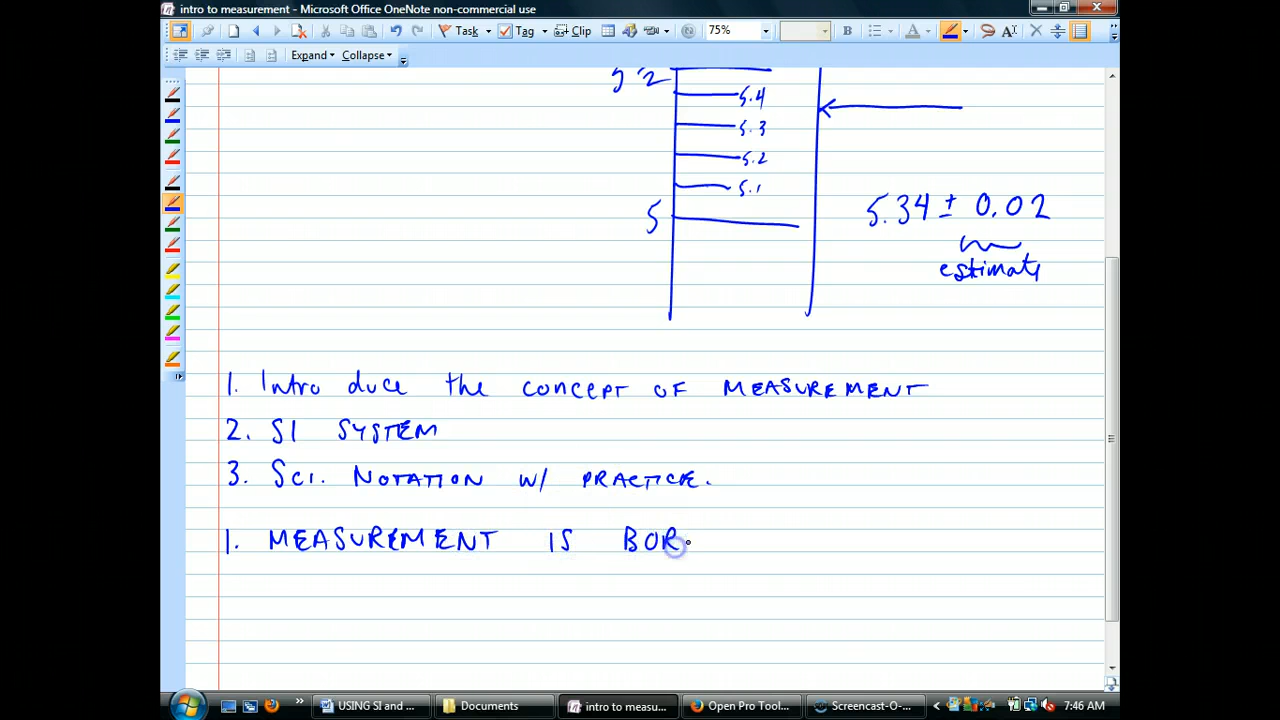 intro to measurement - Microsoft Office OneNote non-commercial use
Task Tag Clip 75% B A A
Expand Collapse
5.4
5.3
5.2
5.1
5
5.34 ± 0.02
estimate
1. Intro duce the concept of MEASUREMENT
2. SI SYSTEM
3. Sci. NOTATION w/ PRACTICE.
1. MEASUREMENT IS BOR
USING SI and ... Documents intro to measu... Open Pro Tool... Screencast-O-... 7:46 AM